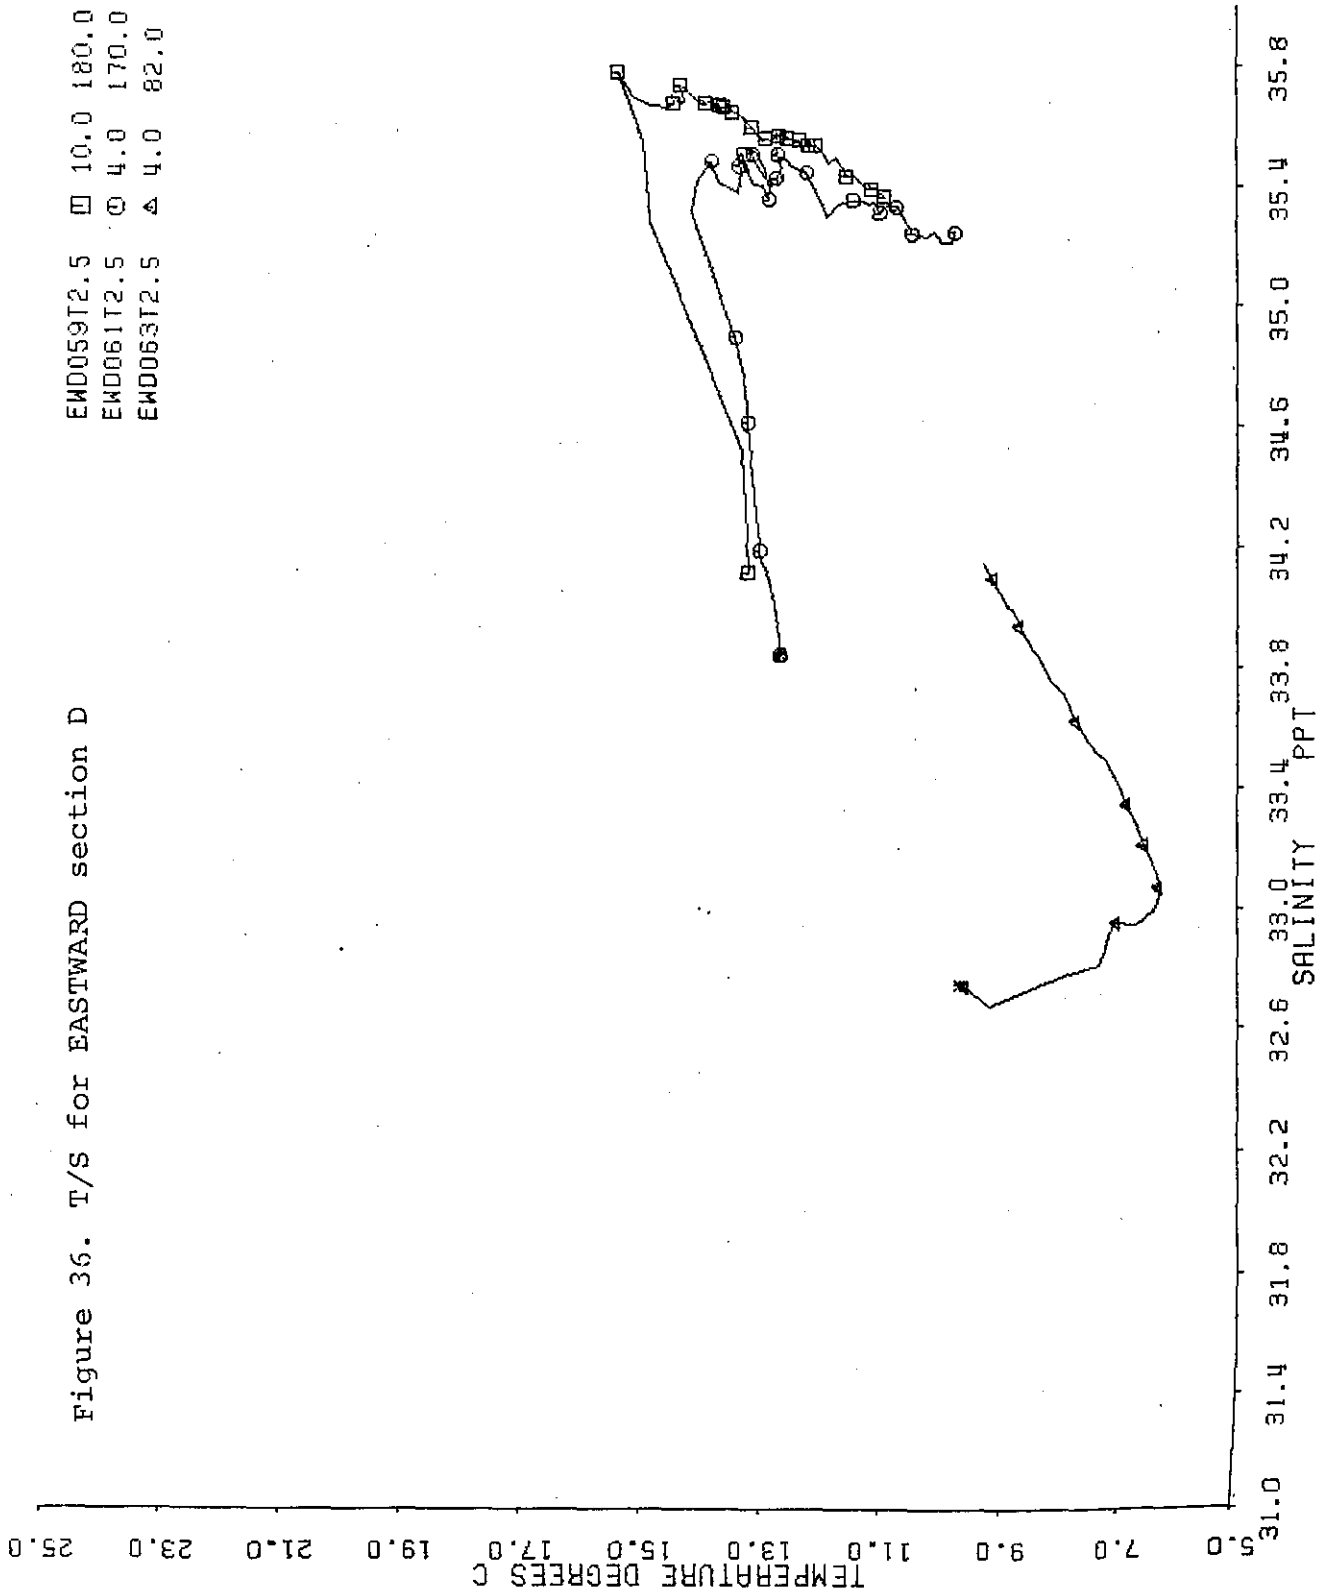 Figure 36. T/S for EASTWARD section D
EWD059T2.5 10.0 180.0
EWD061T2.5 4.0 170.0
EWD063T2.5 4.0 82.0
TEMPERATURE DEGREES C
25.0
23.0
21.0
19.0
17.0
15.0
13.0
11.0
9.0
7.0
5.0
31.0 31.4 31.8 32.2 32.6 33.0 33.4 33.8 34.2 34.6 35.0 35.4 35.8
SALINITY PPT